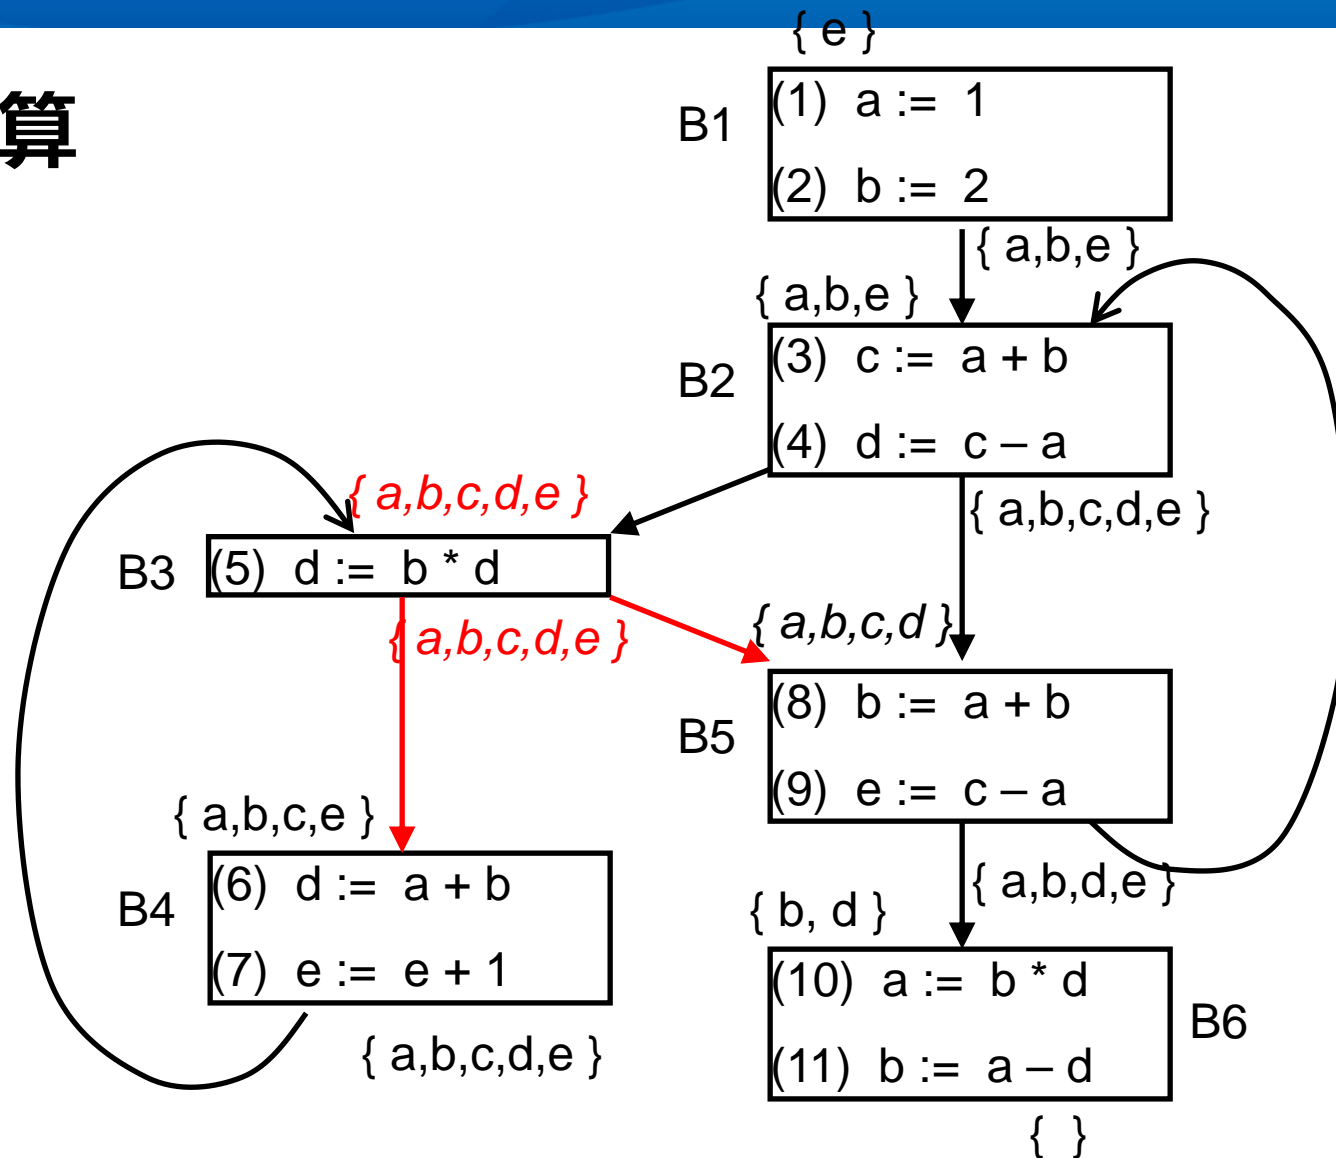 { e }
算
B1
(1) a := 1
(2) b := 2
{ a,b,e }
{ a,b,e }
B2
(3) c := a + b
(4) d := c – a
{ a,b,c,d,e }
{ a,b,c,d,e }
B3
(5) d := b * d
{ a,b,c,d,e }
{ a,b,c,d }
B5
(8) b := a + b
(9) e := c – a
{ a,b,c,e }
B4
(6) d := a + b
(7) e := e + 1
{ a,b,c,d,e }
{ a,b,d,e }
{ b, d }
(10) a := b * d
(11) b := a – d
B6
{ }